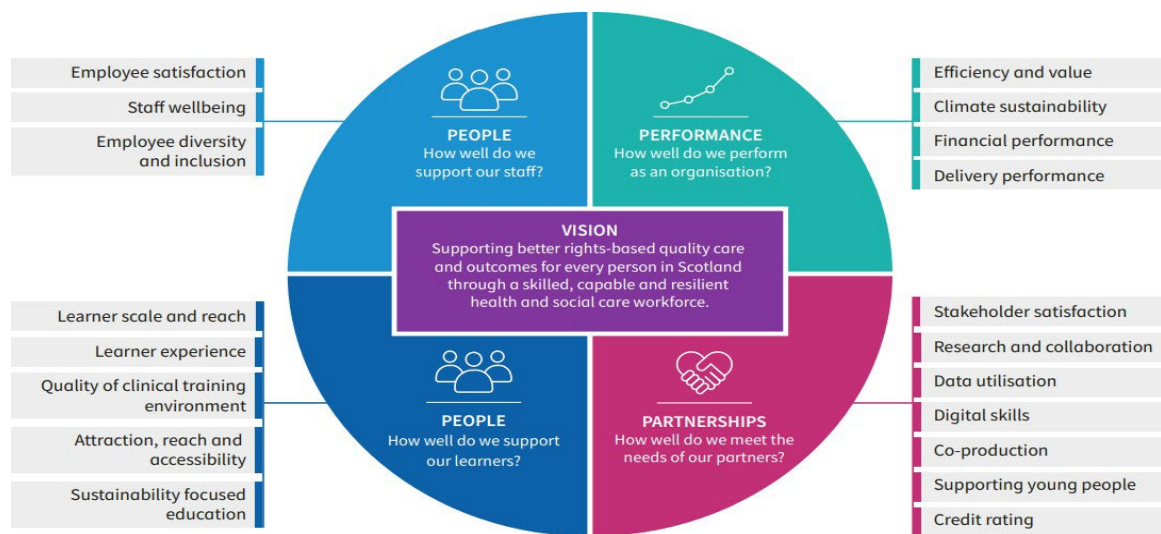 Employee satisfaction
Staff wellbeing
Employee diversity
and inclusion
PEOPLE
How well do we
support our staff?
PERFORMANCE
How well do we perform
as an organisation?
Efficiency and value
Climate sustainability
Financial performance
Delivery performance
VISION
Supporting better rights-based quality care
and outcomes for every person in Scotland
through a skilled, capable and resilient
health and social care workforce.
Learner scale and reach
Learner experience
Quality of clinical training
environment
Attraction, reach and
accessibility
Sustainability focused
education
PEOPLE
How well do we support
our learners?
PARTNERSHIPS
How well do we meet the
needs of our partners?
Stakeholder satisfaction
Research and collaboration
Data utilisation
Digital skills
Co-production
Supporting young people
Credit rating